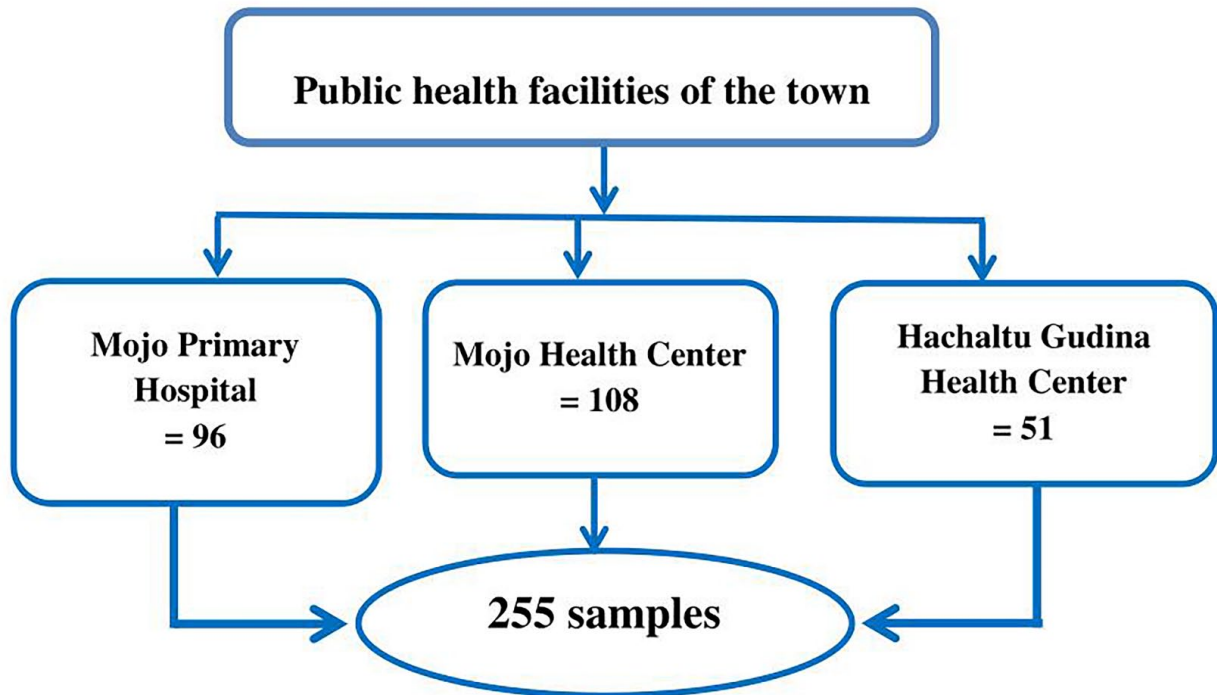 Public health facilities of the town
Mojo Primary
Hospital
= 96
Mojo Health Center
= 108
Hachaltu Gudina
Health Center
= 51
255 samples